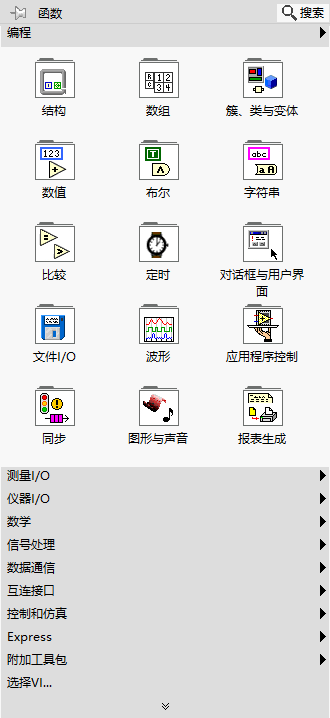 函数
搜索
编程
结构
数组
簇、类与变体
数值
布尔
字符串
比较
定时
对话框与用户界
面
文件I/O
波形
应用程序控制
同步
图形与声音
报表生成
测量I/O
仪器I/O
数学
信号处理
数据通信
互连接口
控制和仿真
Express
附加工具包
选择VI...